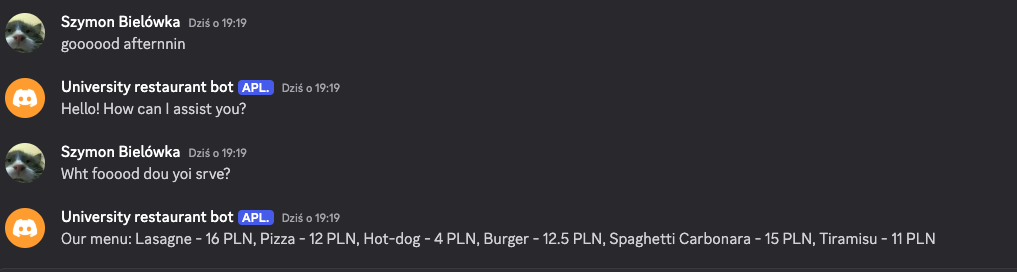 Szymon Bielówka Dziś o 19:19
goooood afternnin
University restaurant bot APL. Dziś o 19:19
Hello! How can I assist you?
Szymon Bielówka Dziś o 19:19
Wht fooood dou yoi srve?
University restaurant bot APL. Dziś o 19:19
Our menu: Lasagne - 16 PLN, Pizza - 12 PLN, Hot-dog - 4 PLN, Burger - 12.5 PLN, Spaghetti Carbonara - 15 PLN, Tiramisu - 11 PLN